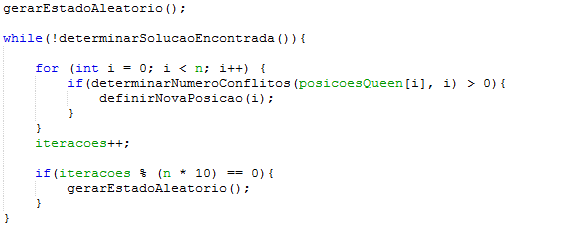 gerarEstadoAleatorio();
while(!determinarSolucaoEncontrada()){
for (int i = 0; i < n; i++) {
if(determinarNumeroConflitos(posicoesQueen[i], i) > 0){
definirNovaPosicao(i);
}
}
iteracoes++;
if(iteracoes % (n * 10) == 0){
gerarEstadoAleatorio();
}
}